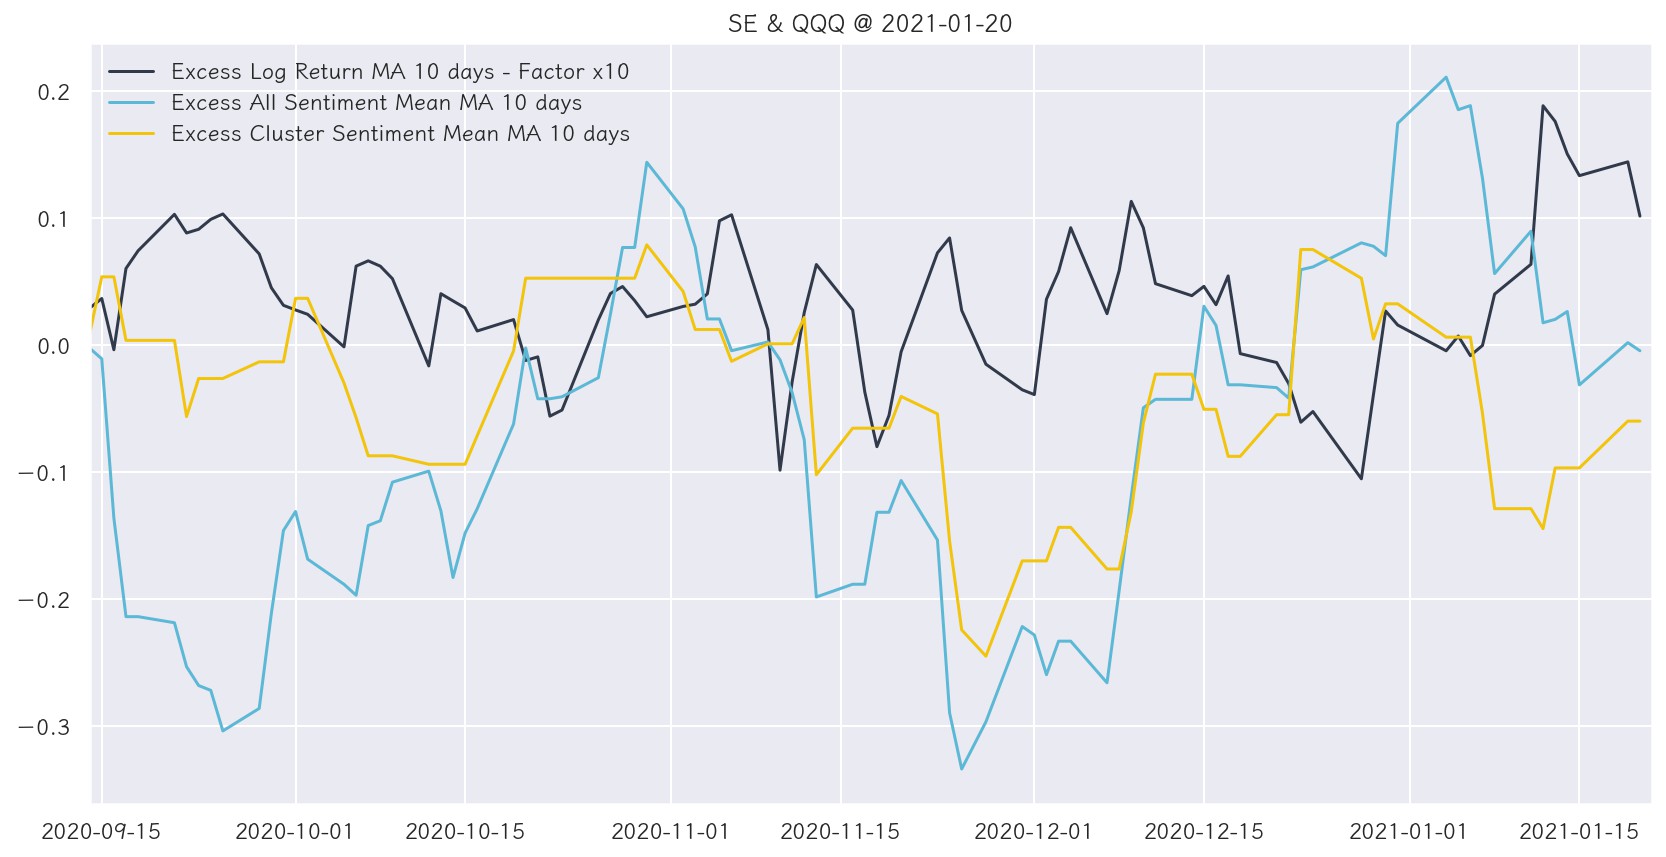 SE & QQQ @ 2021-01-20
Excess Log Return MA 10 days - Factor x10
Excess All Sentiment Mean MA 10 days
Excess Cluster Sentiment Mean MA 10 days
0.2
0.1
0.0
−0.1
−0.2
−0.3
2020-09-15 2020-10-01 2020-10-15 2020-11-01 2020-11-15 2020-12-01 2020-12-15 2021-01-01 2021-01-15